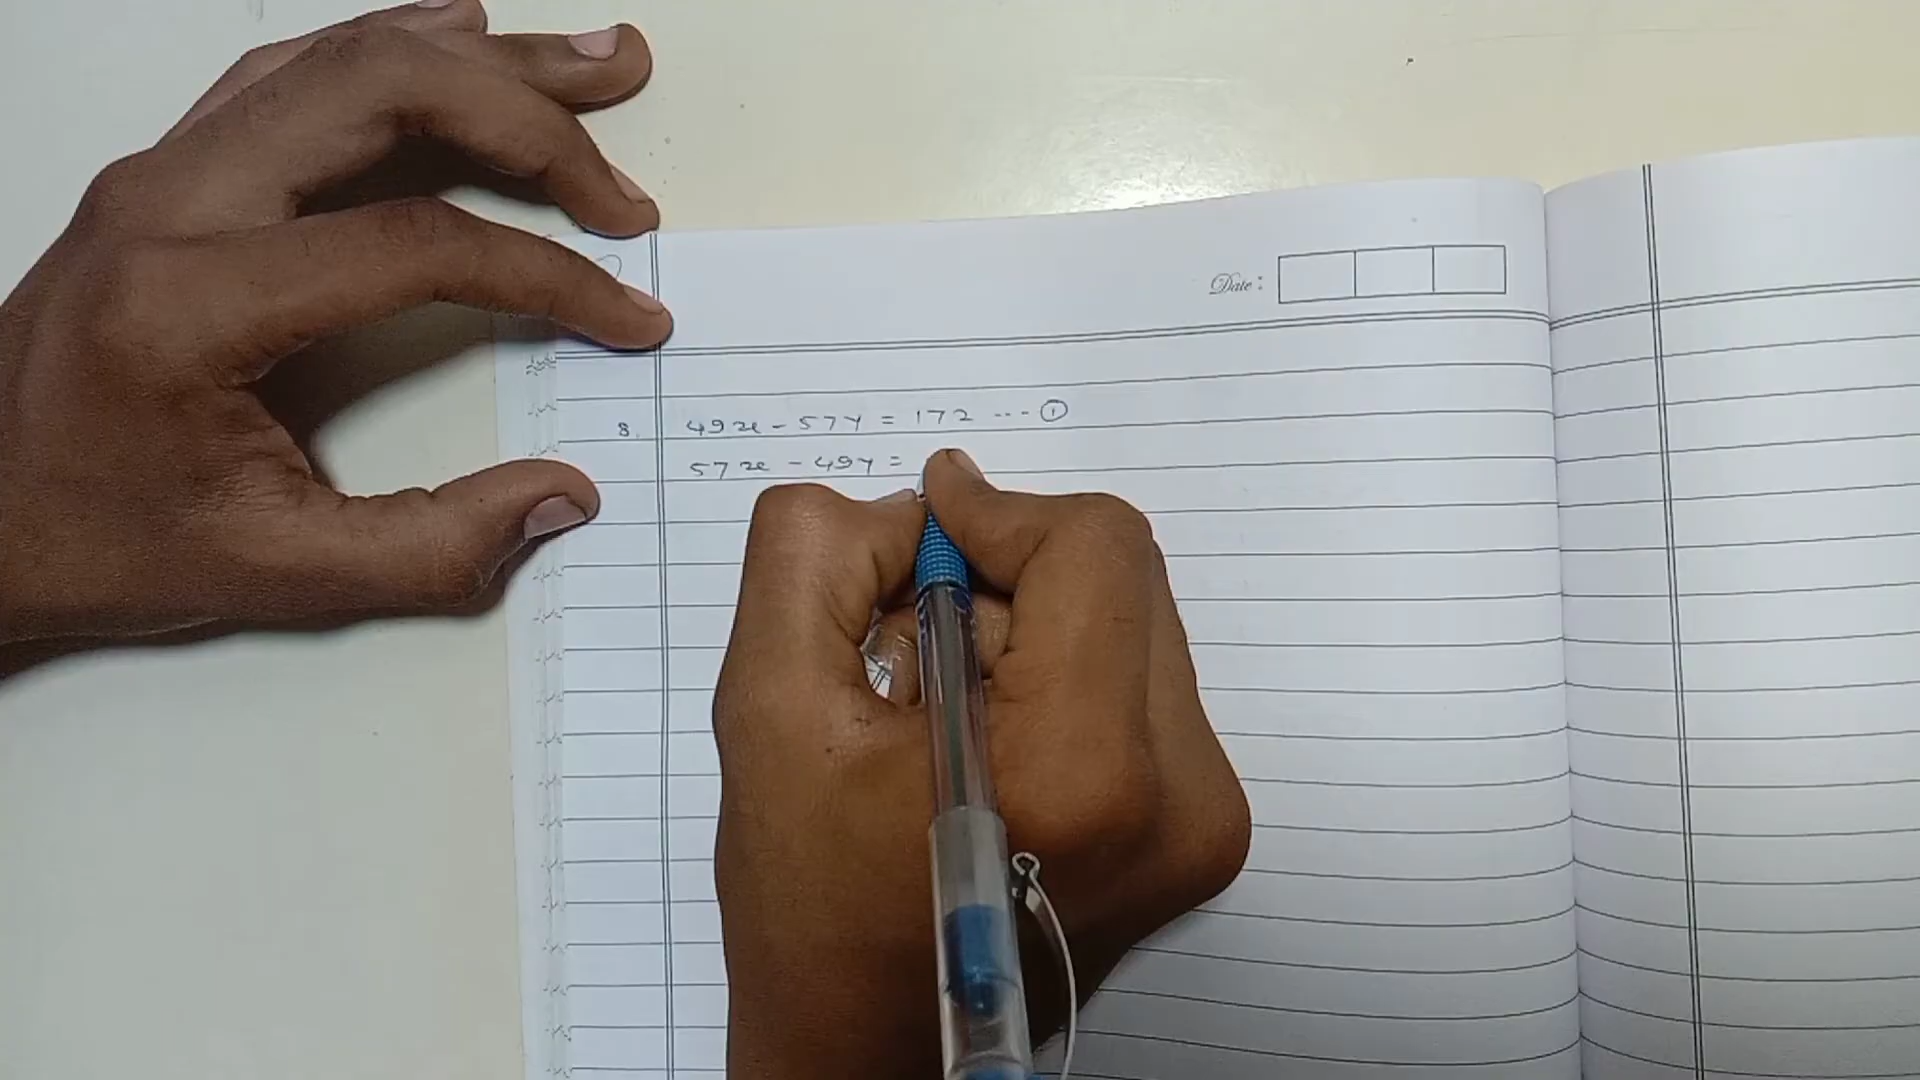 Date:
8. 49x - 57y = 172 --- ①
57x - 49y =